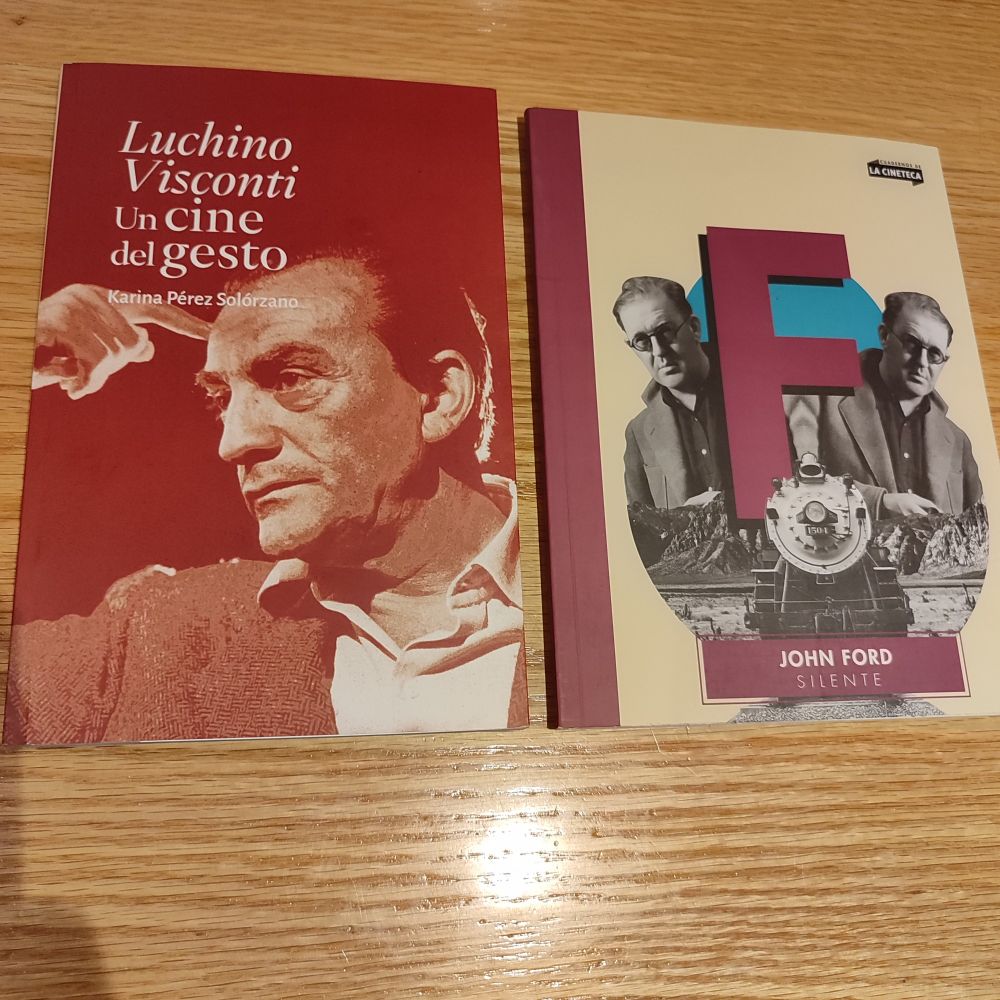 Luchino
Visconti
Un cine
del gesto
Karina Pérez Solórzano
CUADERNOS DE
LA CINETECA
F
1504
JOHN FORD
SILENTE